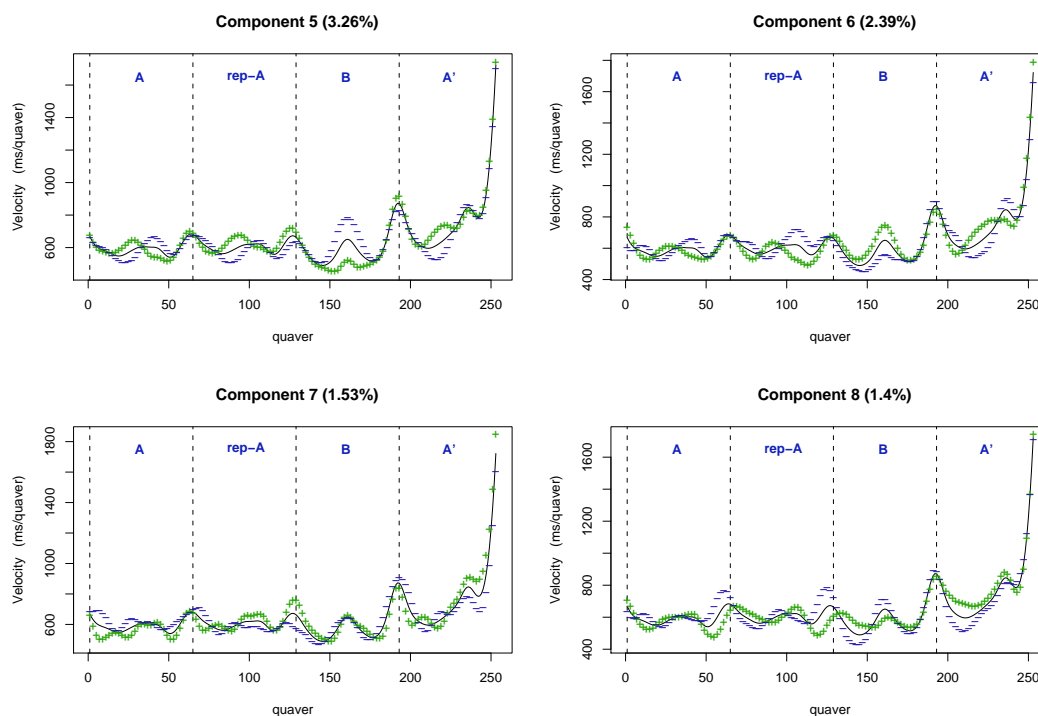 Component 5 (3.26%)
A
rep−A
B
A'
Velocity (ms/quaver)
600
1000
1400
0
50
100
150
200
250
quaver
Component 6 (2.39%)
A
rep−A
B
A'
Velocity (ms/quaver)
400
800
1200
1600
0
50
100
150
200
250
quaver
Component 7 (1.53%)
A
rep−A
B
A'
Velocity (ms/quaver)
600
1000
1400
1800
0
50
100
150
200
250
quaver
Component 8 (1.4%)
A
rep−A
B
A'
Velocity (ms/quaver)
400
800
1200
1600
0
50
100
150
200
250
quaver